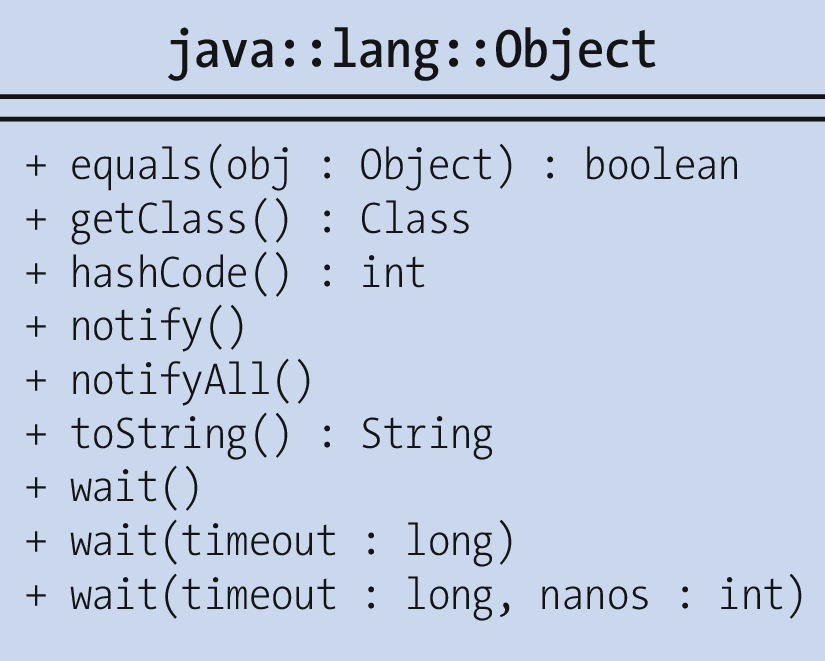 java::lang::Object
+ equals(obj : Object) : boolean
+ getClass() : Class
+ hashCode() : int
+ notify()
+ notifyAll()
+ toString() : String
+ wait()
+ wait(timeout : long)
+ wait(timeout : long, nanos : int)